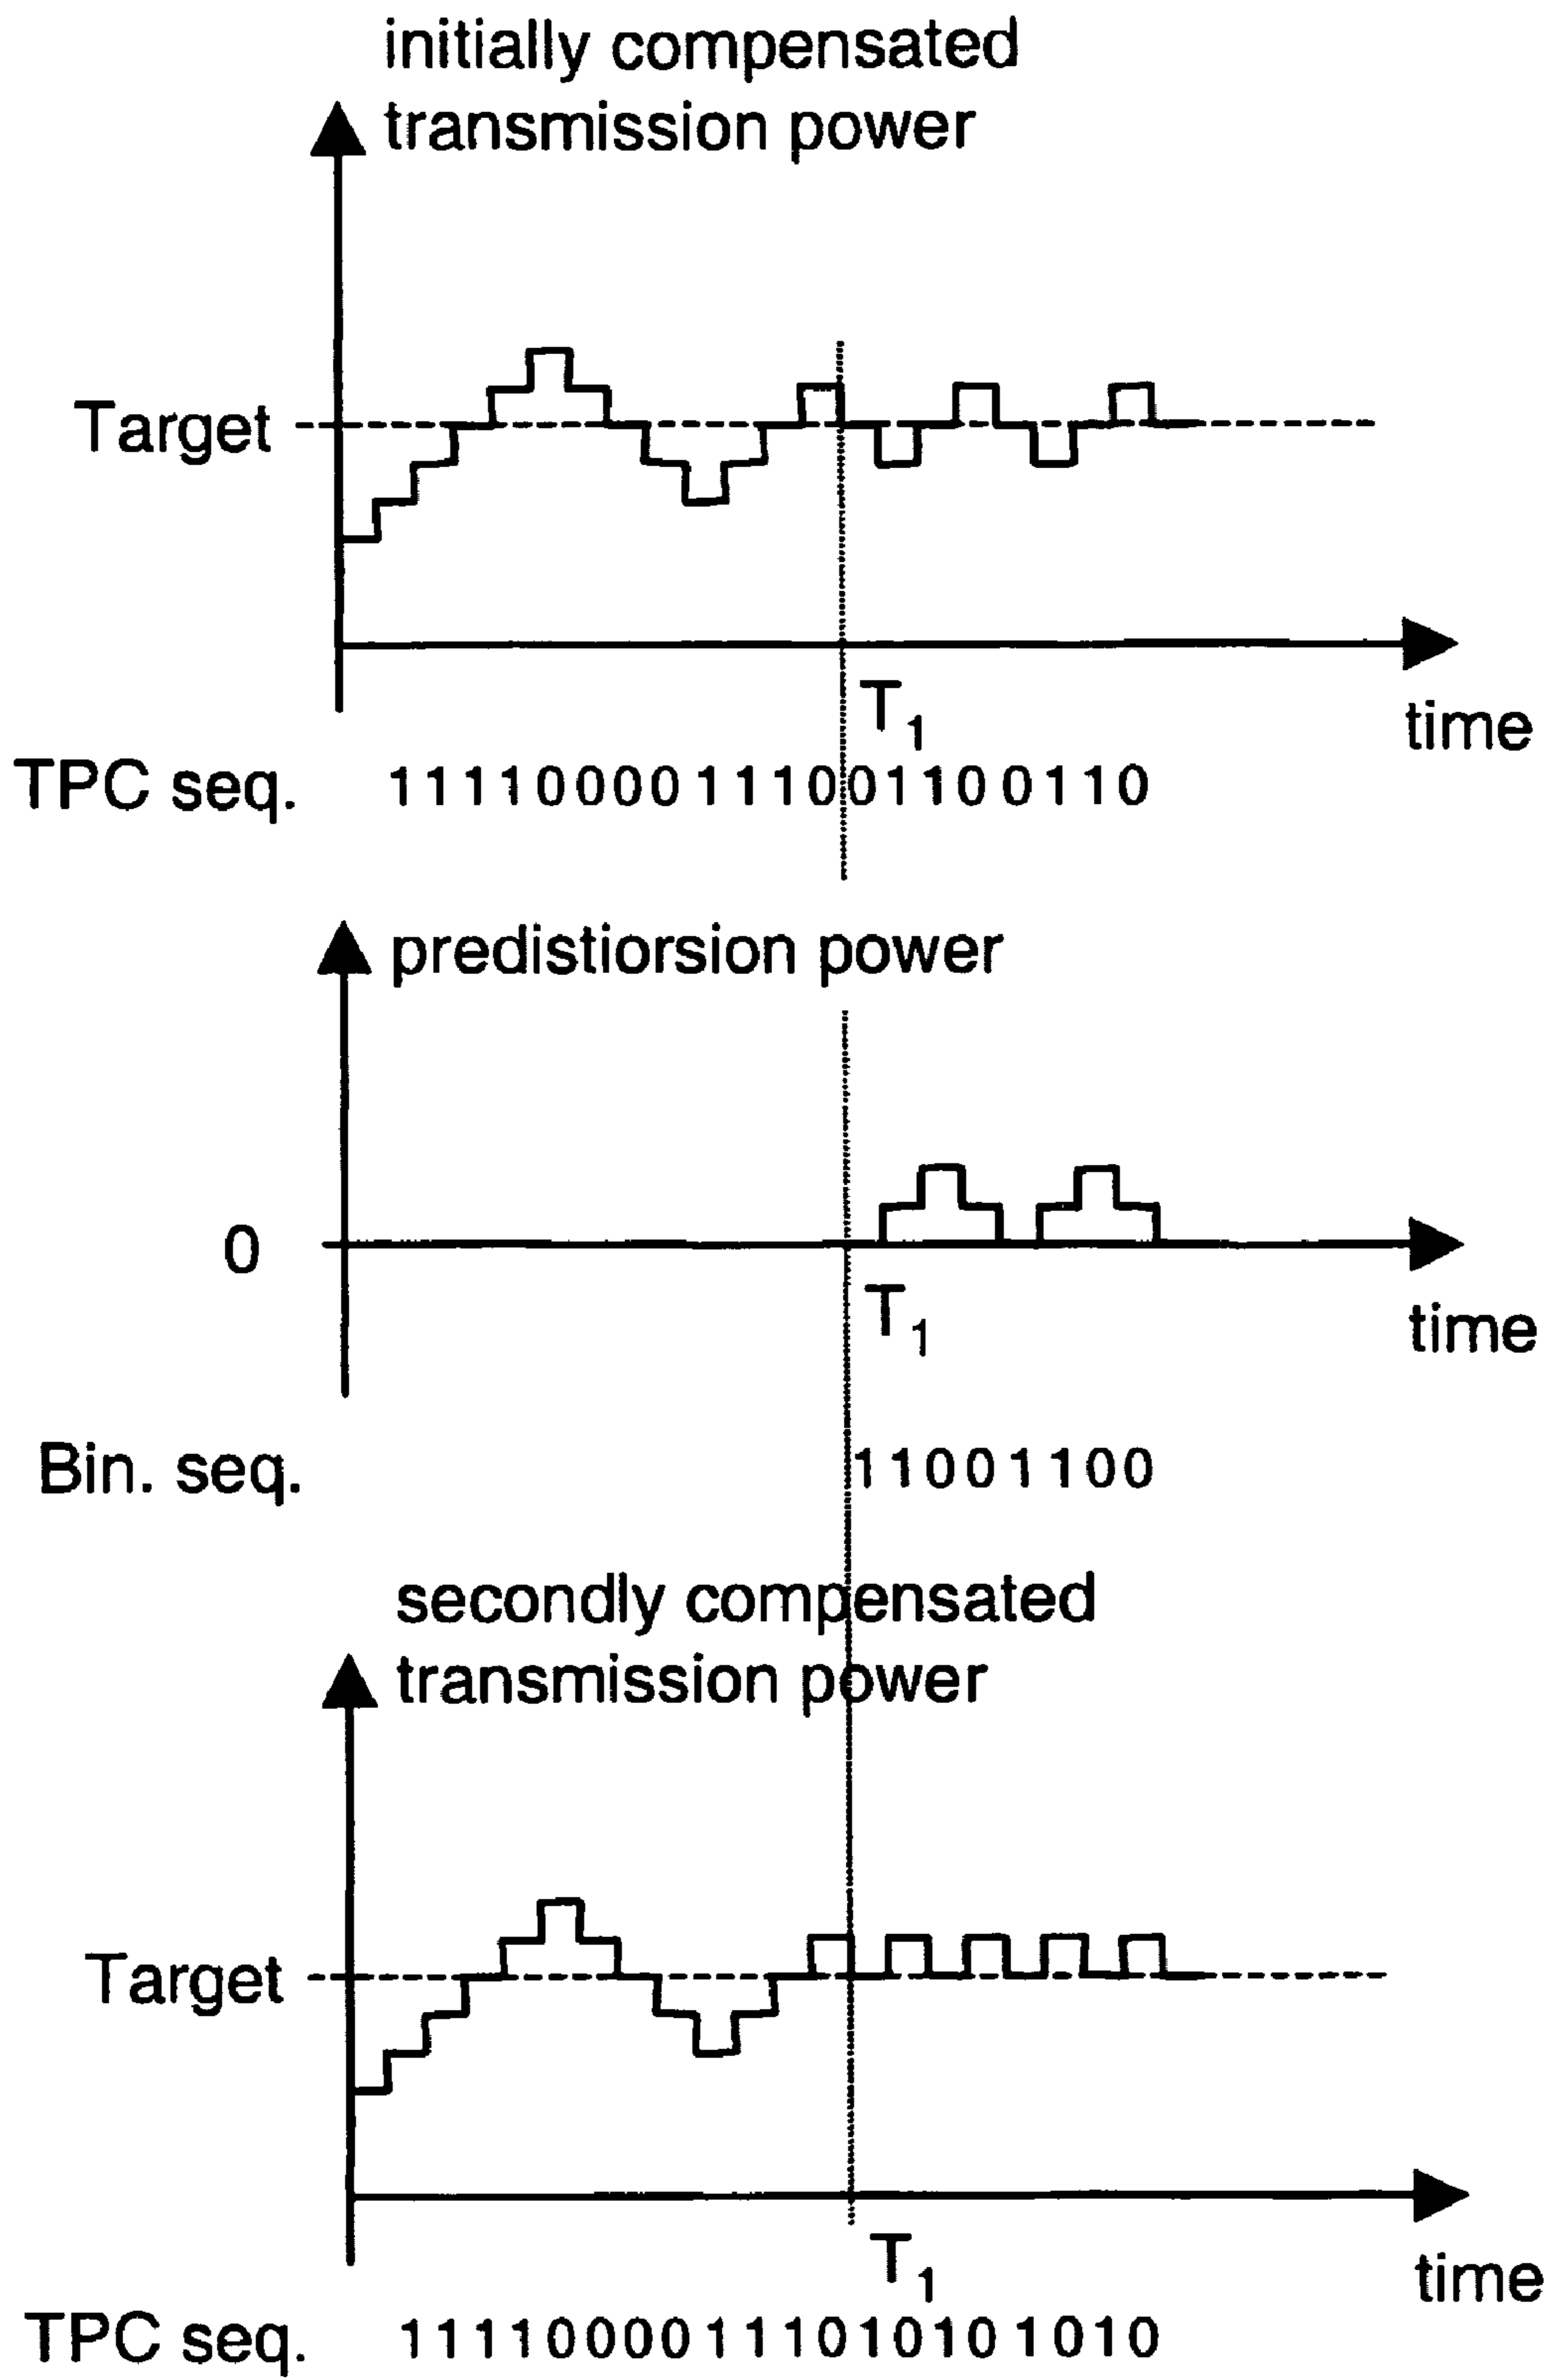 initially compensated
transmission power
Target
T1
time
TPC seq. 11110000111001100110
predistiorsion power
0
T1
time
Bin. seq. 11001100
secondly compensated
transmission power
Target
T1
time
TPC seq. 11110000111010101010